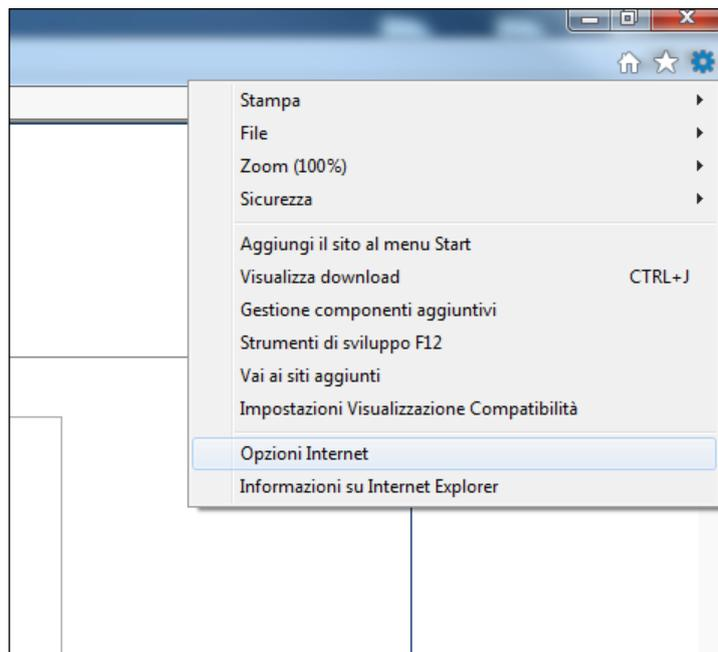 Stampa
File
Zoom (100%)
Sicurezza
Aggiungi il sito al menu Start
Visualizza download CTRL+J
Gestione componenti aggiuntivi
Strumenti di sviluppo F12
Vai ai siti aggiunti
Impostazioni Visualizzazione Compatibilità
Opzioni Internet
Informazioni su Internet Explorer